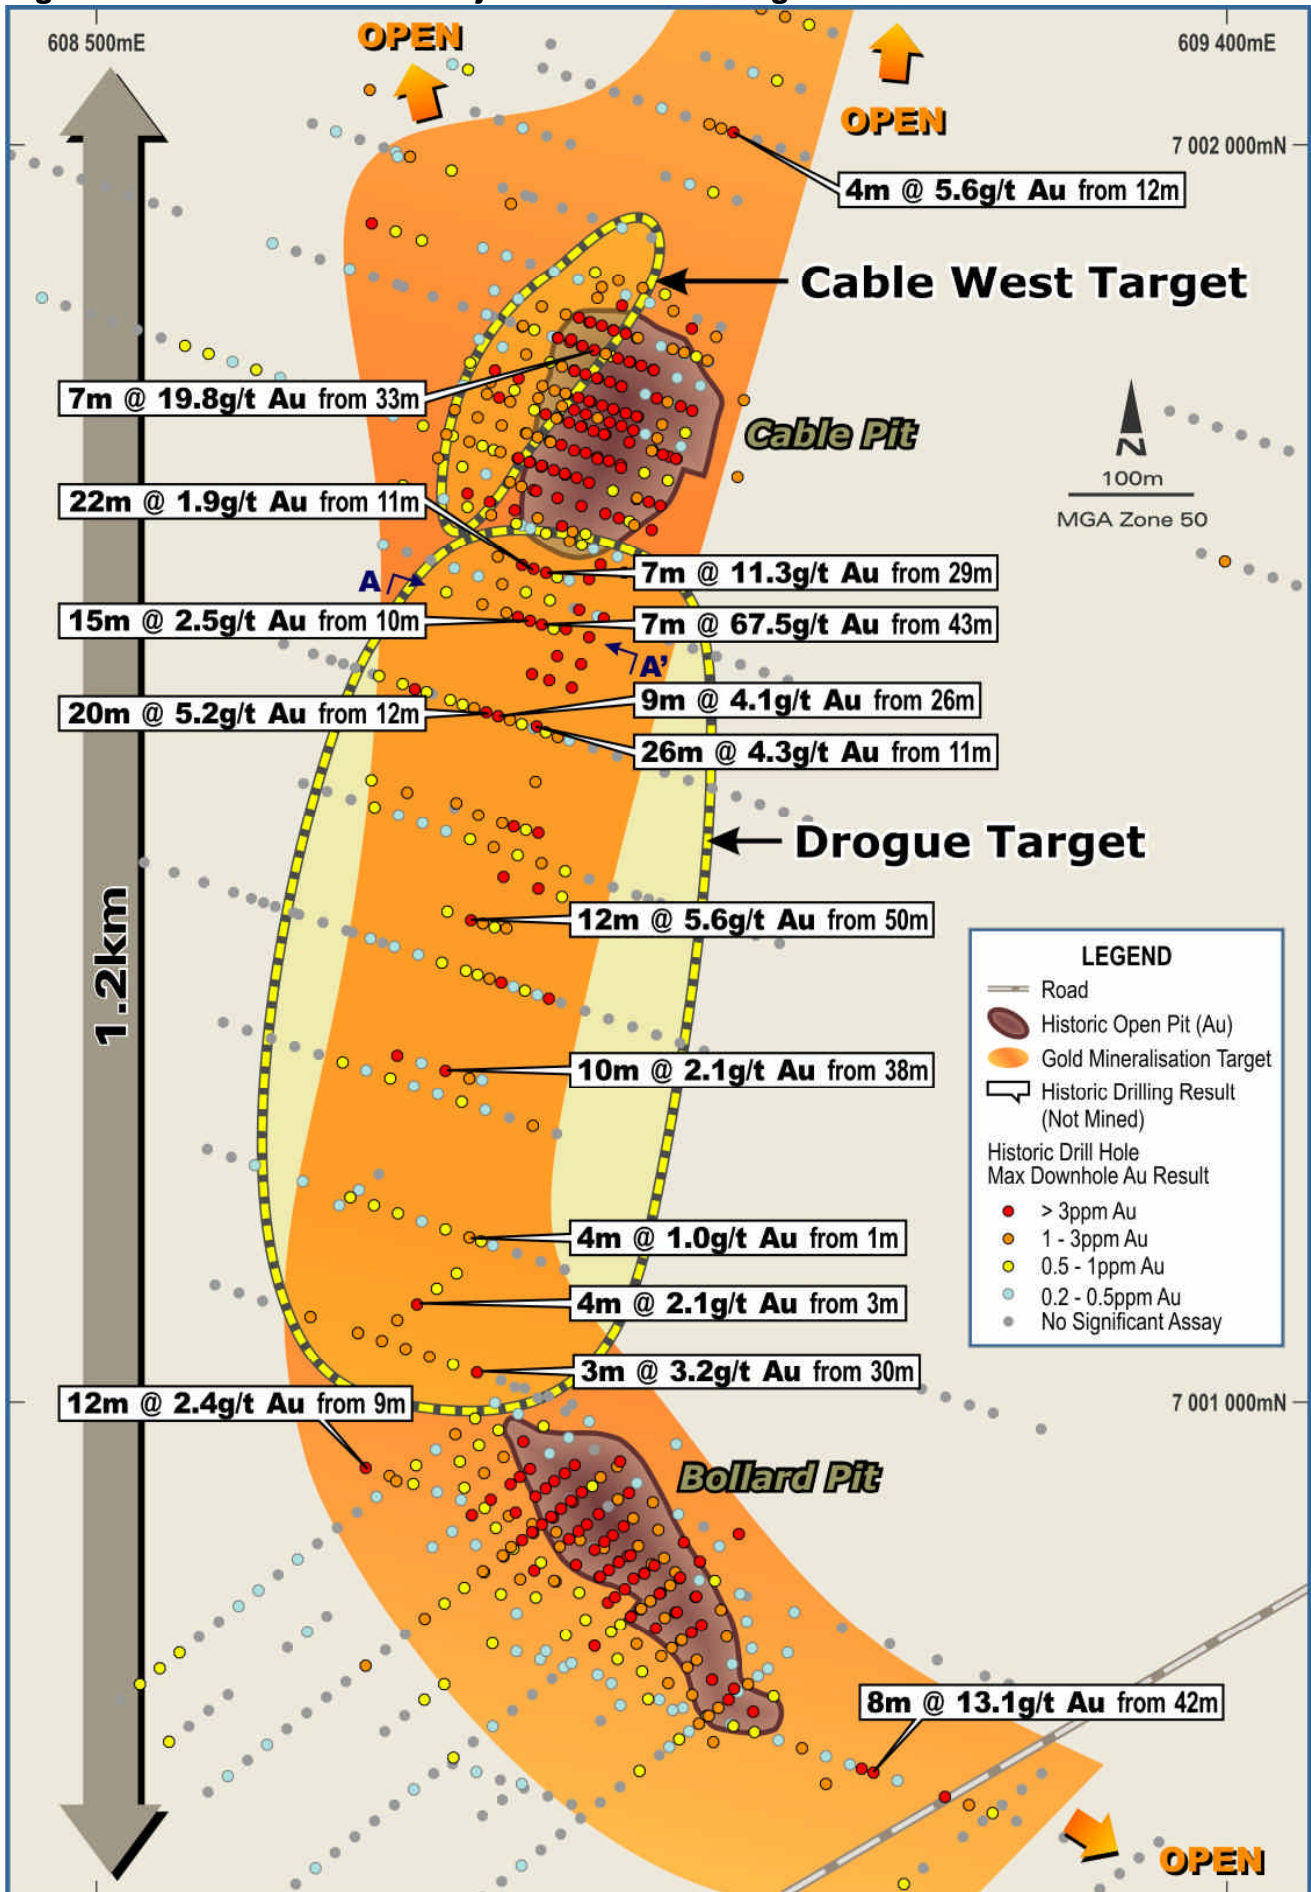 608 500mE
OPEN
609 400mE
OPEN
7 002 000mN
4m @ 5.6g/t Au from 12m
Cable West Target
7m @ 19.8g/t Au from 33m
Cable Pit
N
100m
MGA Zone 50
22m @ 1.9g/t Au from 11m
7m @ 11.3g/t Au from 29m
A
15m @ 2.5g/t Au from 10m
7m @ 67.5g/t Au from 43m
A'
20m @ 5.2g/t Au from 12m
9m @ 4.1g/t Au from 26m
26m @ 4.3g/t Au from 11m
Drogue Target
1.2km
12m @ 5.6g/t Au from 50m
10m @ 2.1g/t Au from 38m
4m @ 1.0g/t Au from 1m
4m @ 2.1g/t Au from 3m
3m @ 3.2g/t Au from 30m
LEGEND
Road
Historic Open Pit (Au)
Gold Mineralisation Target
Historic Drilling Result
(Not Mined)
Historic Drill Hole
Max Downhole Au Result
> 3ppm Au
1 - 3ppm Au
0.5 - 1ppm Au
0.2 - 0.5ppm Au
No Significant Assay
12m @ 2.4g/t Au from 9m
7 001 000mN
Bollard Pit
8m @ 13.1g/t Au from 42m
OPEN